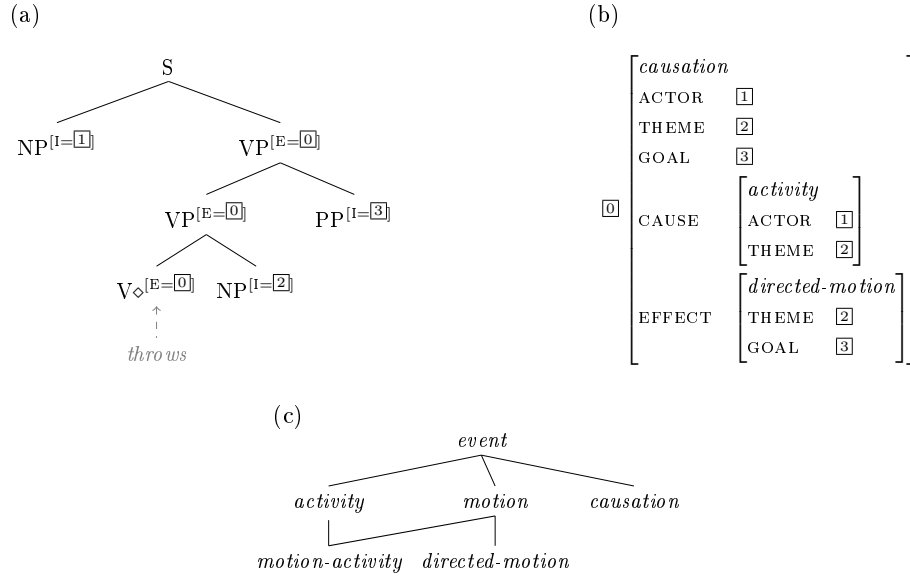 (a)
S
NP[I=1] VP[E=0]
VP[E=0] PP[I=3]
V◇[E=0] NP[I=2]
throws
(b)
0
causation
ACTOR 1
THEME 2
GOAL 3
CAUSE
activity
ACTOR 1
THEME 2
EFFECT
directed-motion
THEME 2
GOAL 3
(c)
event
activity motion causation
motion-activity directed-motion